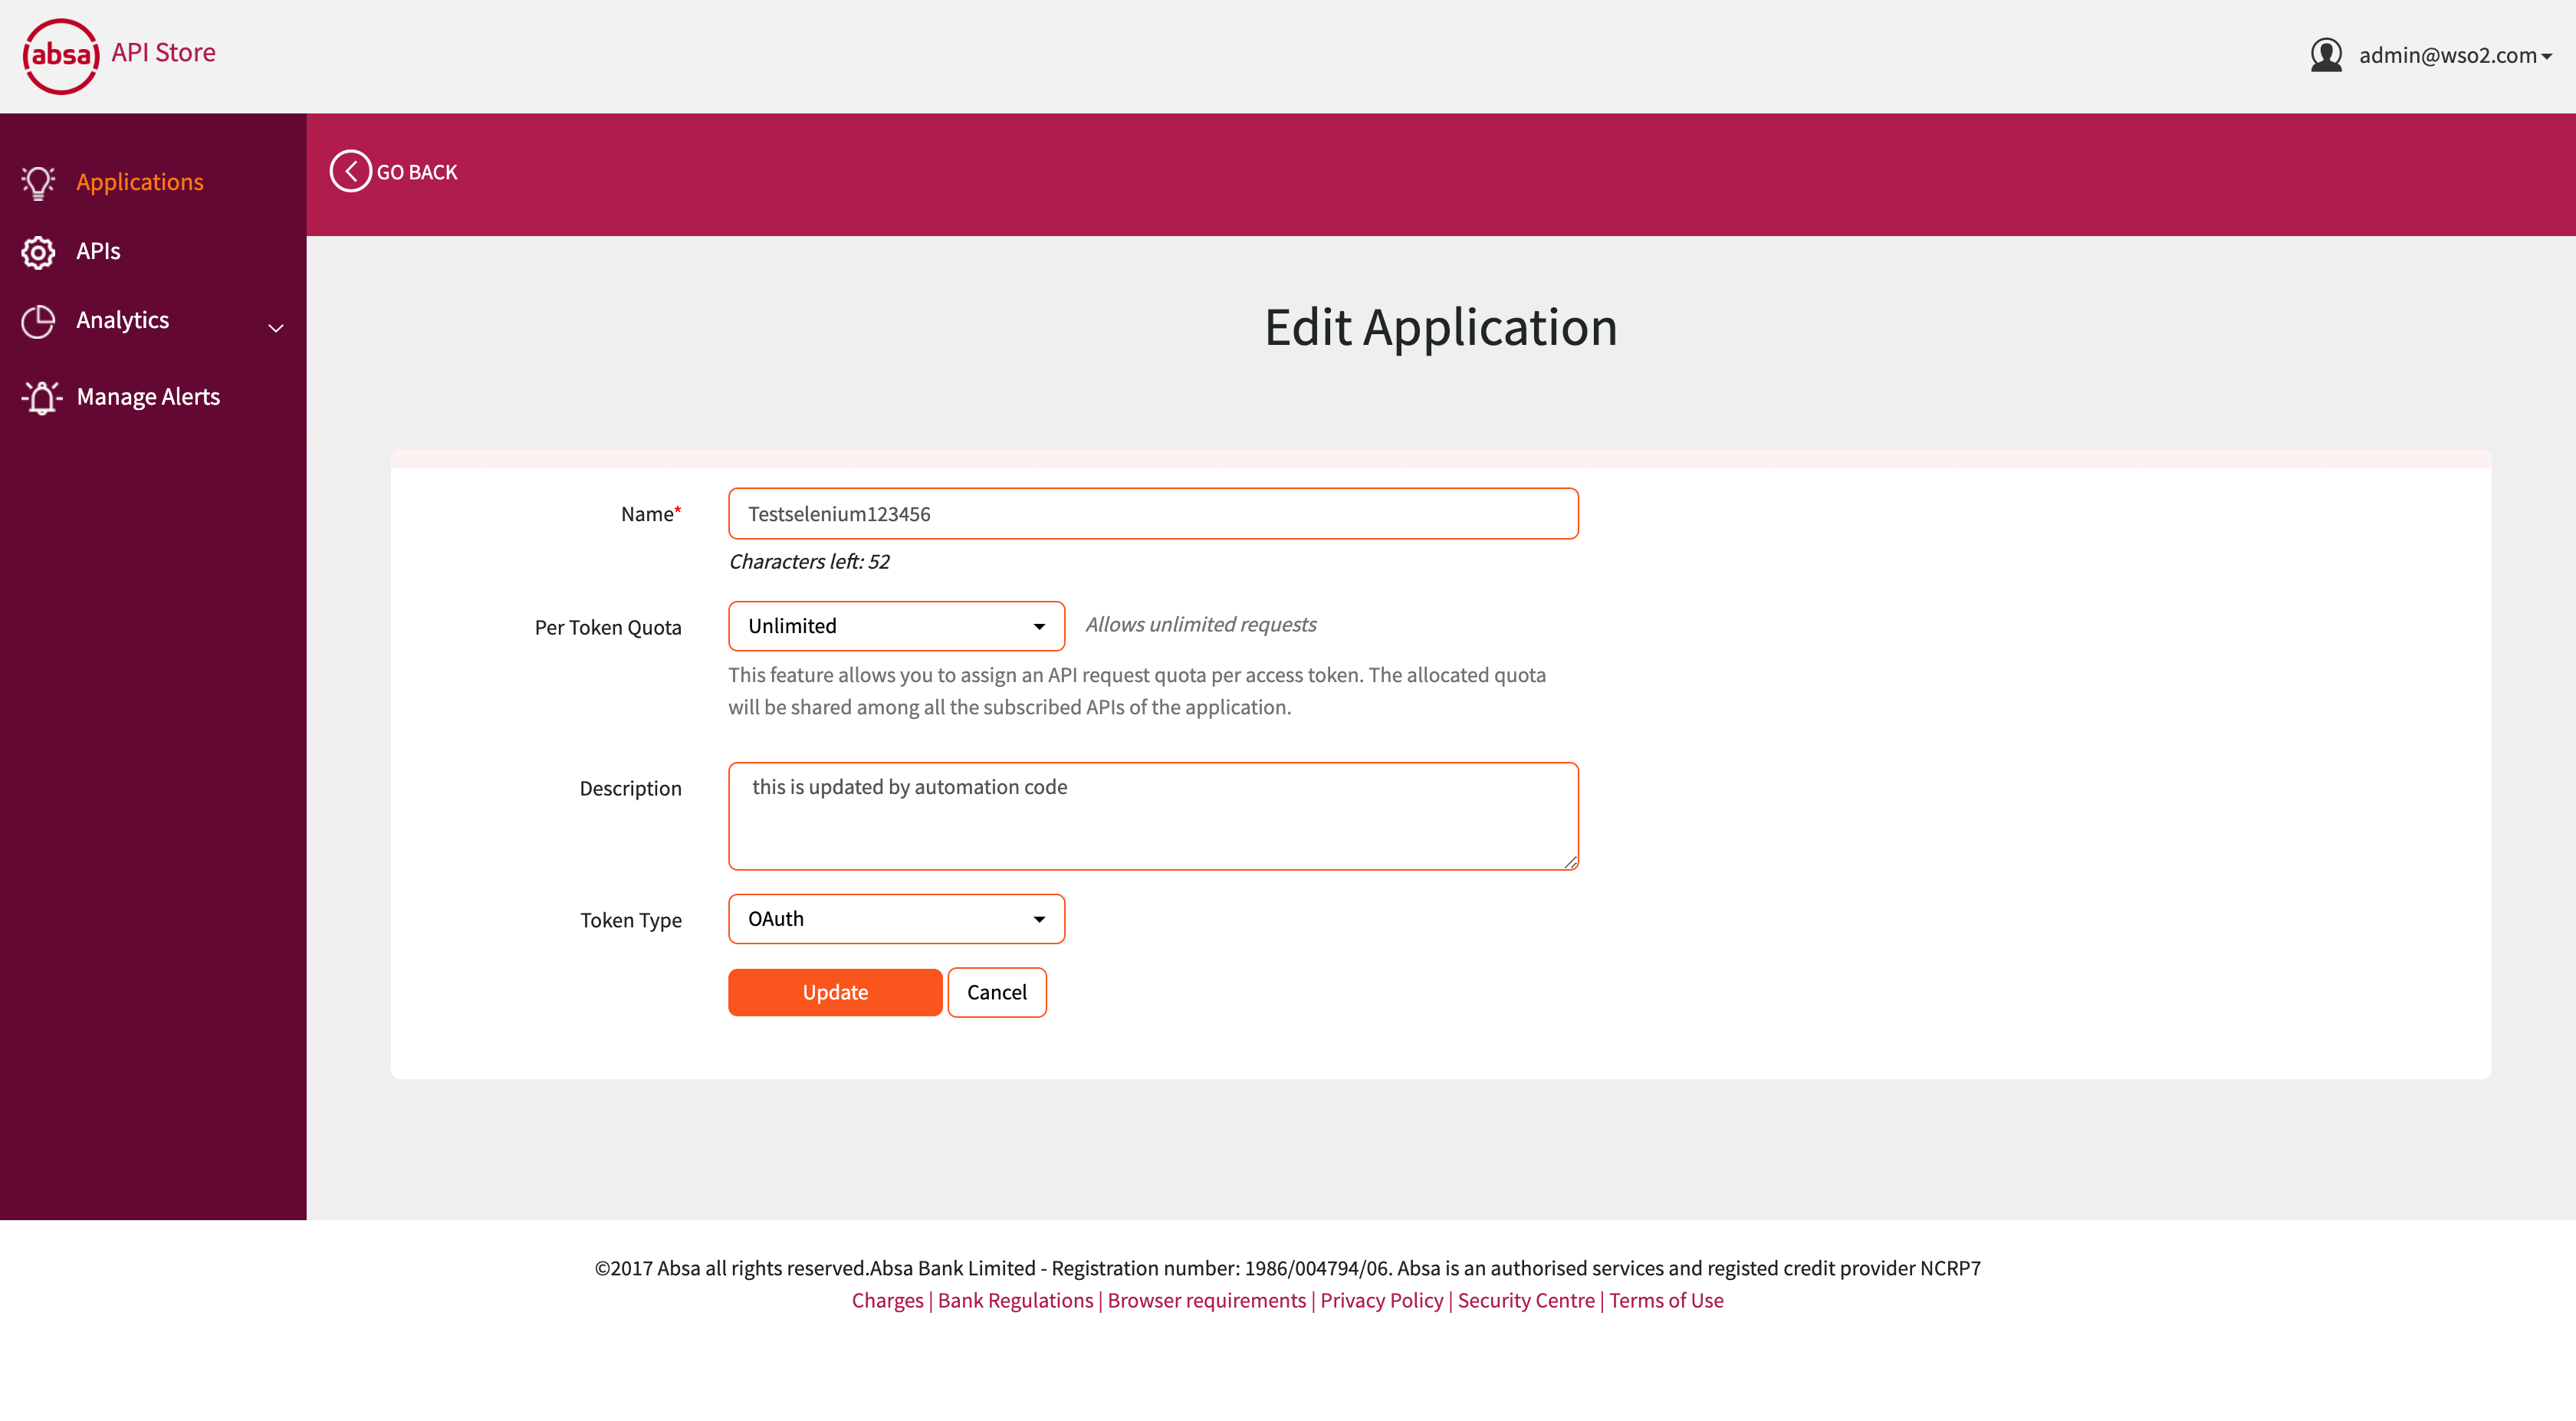 absa API Store
admin@wso2.com
Applications
GO BACK
APIs
Analytics
Manage Alerts
Edit Application
Name*
Testselenium123456
Characters left: 52
Per Token Quota
Unlimited
Allows unlimited requests
This feature allows you to assign an API request quota per access token. The allocated quota
will be shared among all the subscribed APIs of the application.
Description
this is updated by automation code
Token Type
OAuth
Update
Cancel
©2017 Absa all rights reserved.Absa Bank Limited - Registration number: 1986/004794/06. Absa is an authorised services and registed credit provider NCRP7
Charges | Bank Regulations | Browser requirements | Privacy Policy | Security Centre | Terms of Use